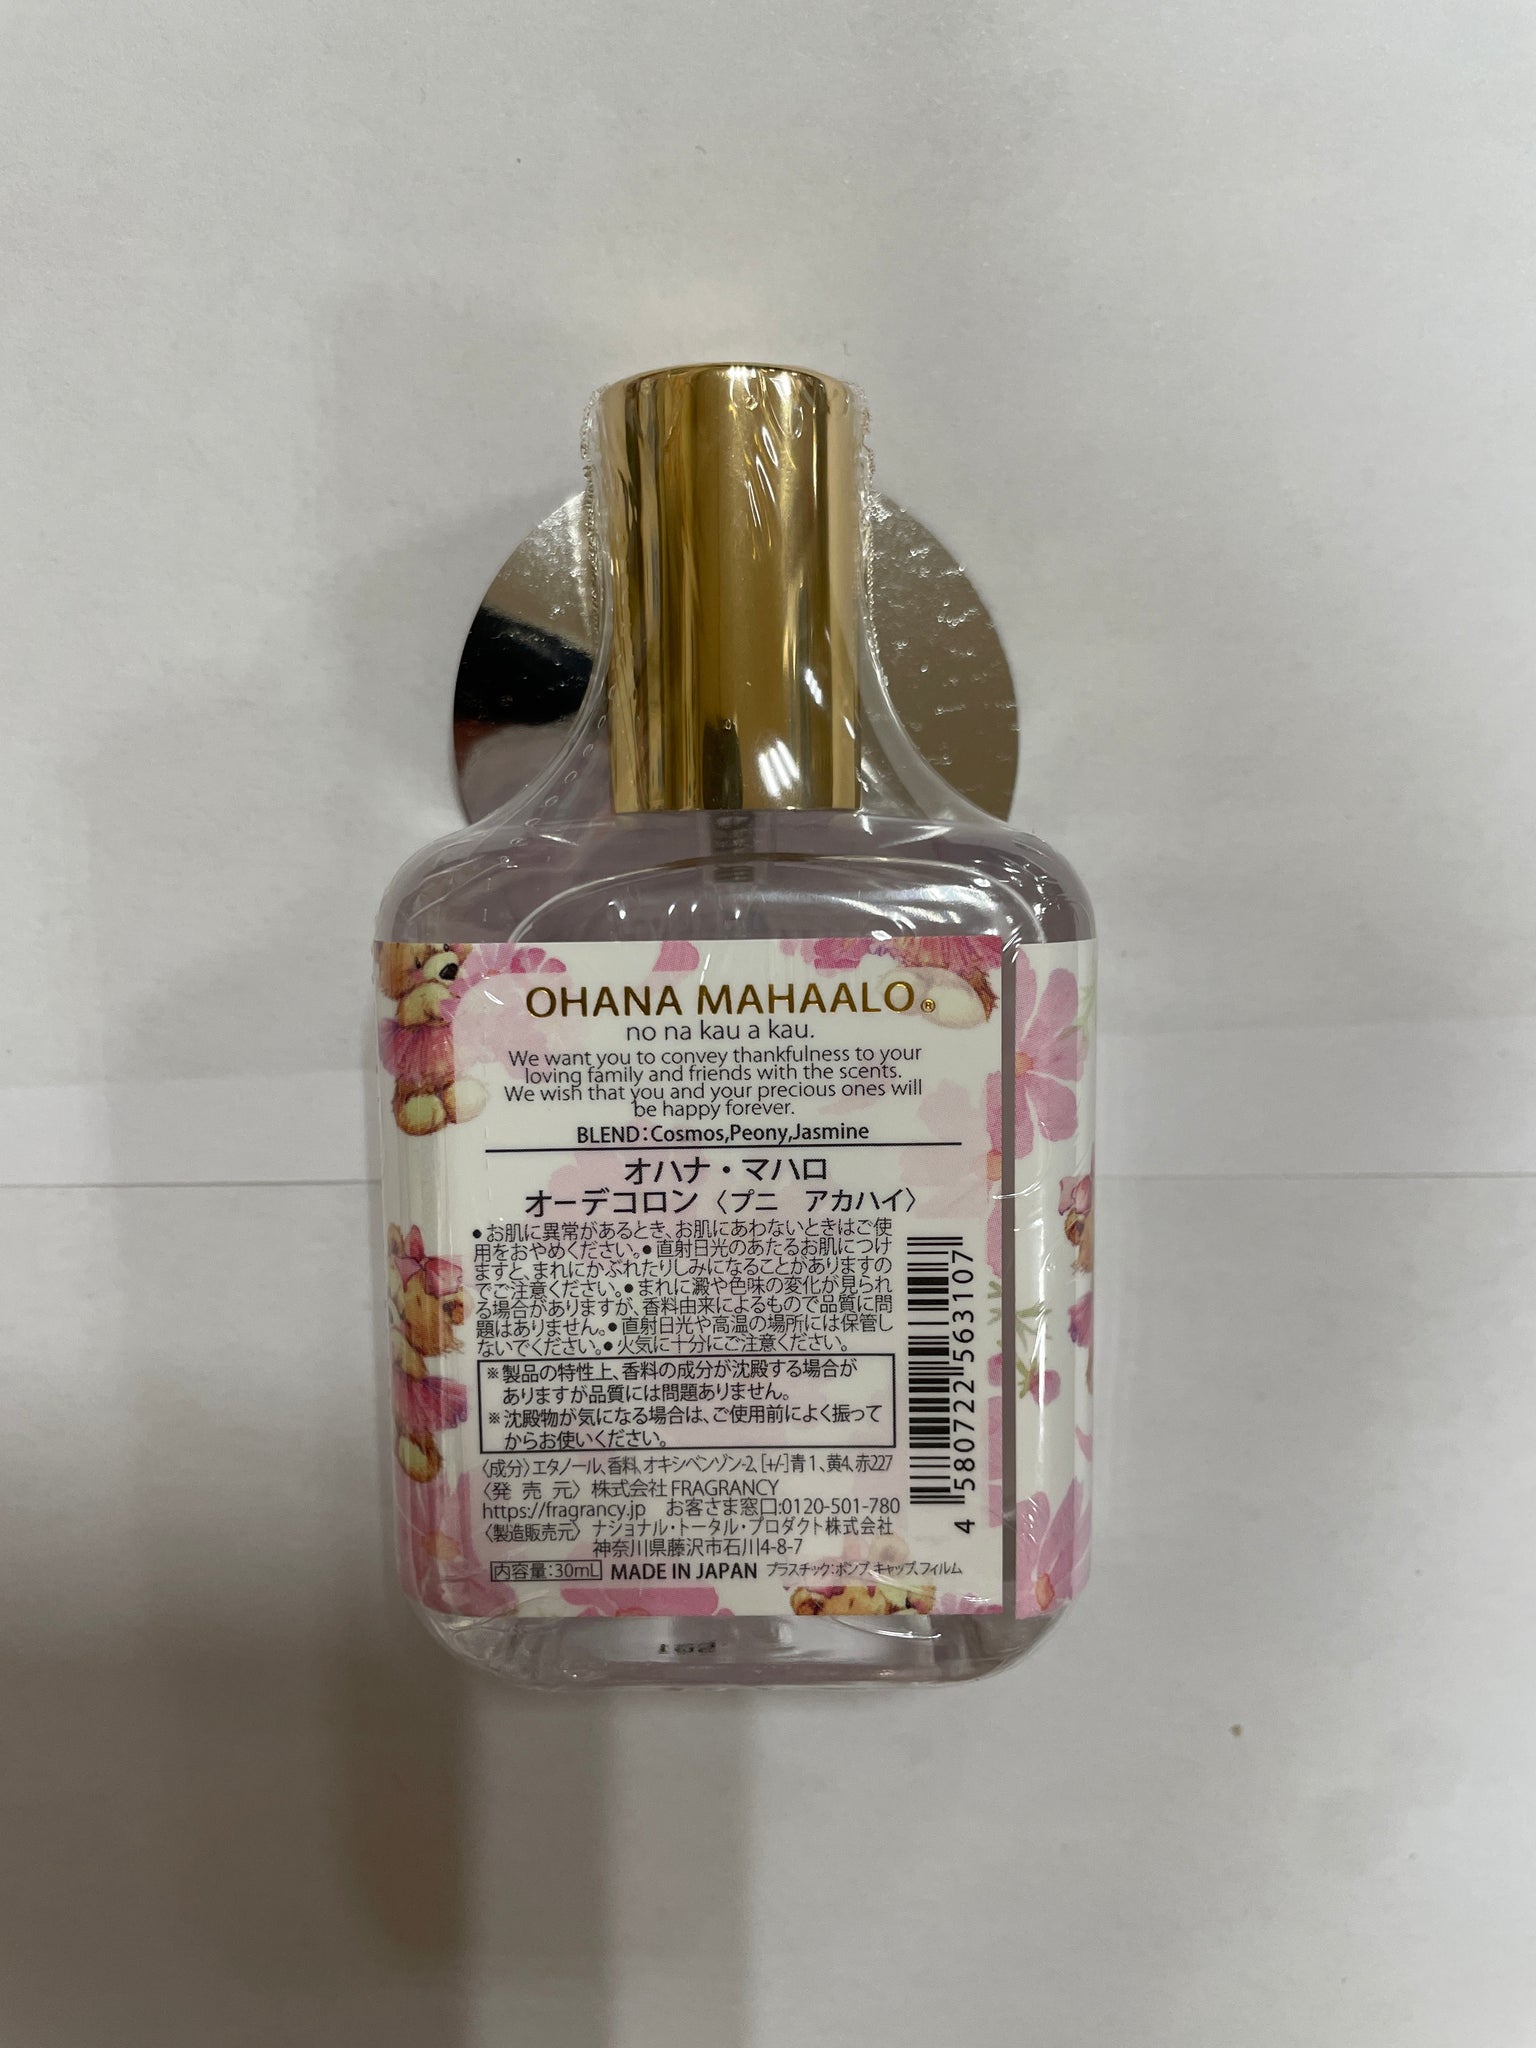 OHANA MAHAALO®
no na kau a kau.
We want you to convey thankfulness to your
loving family and friends with the scents.
We wish that you and your precious ones will
be happy forever.
BLEND:Cosmos,Peony,Jasmine
オハナ・マハロ
オーデコロン〈プニ　アカハイ〉
●お肌に異常があるとき、お肌にあわないときはご使
用をおやめください。●直射日光のあたるお肌につけ
ますと、まれにかぶれたりしみになることがありますの
でご注意ください。●まれに澱や色味の変化が見られ
る場合がありますが、香料由来によるもので品質に問
題はありません。●直射日光や高温の場所には保管し
ないでください。●火気に十分にご注意ください。
※製品の特性上、香料の成分が沈殿する場合が
ありますが品質には問題ありません。
※沈殿物が気になる場合は、ご使用前によく振って
からお使いください。
〈成分〉エタノール、香料、オキシベンゾン-2、[+/-]青1、黄4、赤227
〈発売元〉株式会社FRAGRANCY
https://fragrancy.jp　お客さま窓口:0120-501-780
〈製造販売元〉ナショナル・トータル・プロダクト株式会社
神奈川県藤沢市石川4-8-7
内容量:30mL MADE IN JAPAN プラスチック:ポンプ、キャップ、フィルム
4 580722 563107